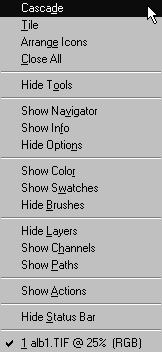 Cascade
Tile
Arrange Icons
Close All
Hide Tools
Show Navigator
Show Info
Hide Options
Show Color
Show Swatches
Hide Brushes
Hide Layers
Show Channels
Show Paths
Show Actions
Hide Status Bar
✓ 1 alb1.TIF @ 25% (RGB)